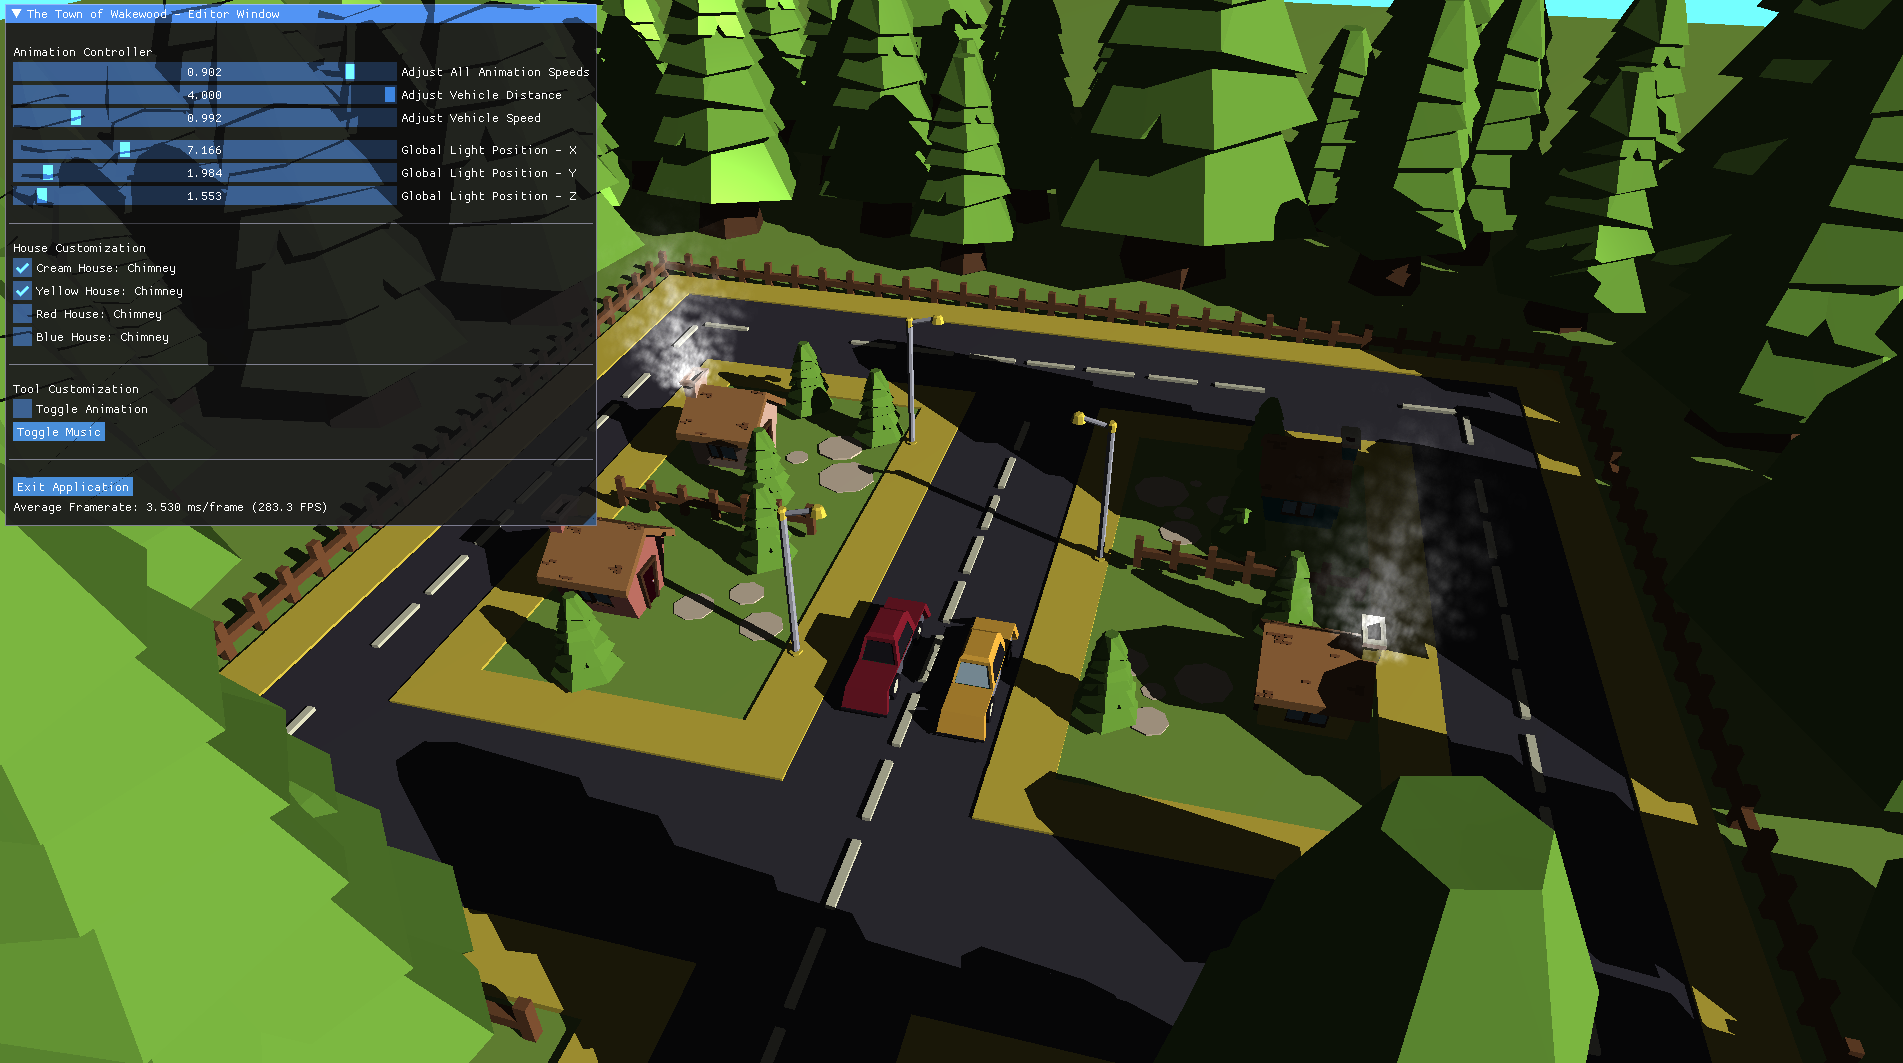 The Town of Wakewood - Editor Window
Animation Controller
0.902 Adjust All Animation Speeds
4.000 Adjust Vehicle Distance
0.992 Adjust Vehicle Speed
7.166 Global Light Position - X
1.984 Global Light Position - Y
1.553 Global Light Position - Z
House Customization
Cream House: Chimney
Yellow House: Chimney
Red House: Chimney
Blue House: Chimney
Tool Customization
Toggle Animation
Toggle Music
Exit Application
Average Framerate: 3.530 ms/frame (283.3 FPS)